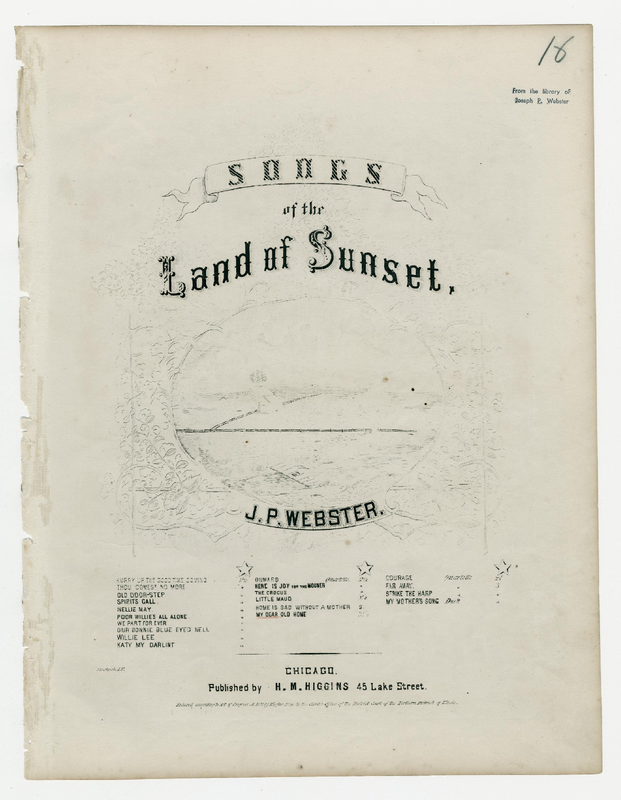 18
From the library of
Joseph P. Webster
SONGS
of the
Land of Sunset,
J. P. WEBSTER.
HURRY UP THE GOOD TIME COMING
THOU COMEST NO MORE
OLD DOOR-STEP
SPIRITS CALL
NELLIE MAY
POOR WILLIES ALL ALONE
WE PART FOR EVER
OUR BONNIE BLUE EYED NELL
WILLIE LEE
KATY MY DARLINT
ONWARD
HERE IS JOY FOR THE MOURNER
THE CROCUS
LITTLE MAUD
HOME IS SAD WITHOUT A MOTHER
MY DEAR OLD HOME
COURAGE
FAR AWAY
STRIKE THE HARP
MY MOTHER'S SONG
CHICAGO.
Published by H. M. HIGGINS 45 Lake Street.